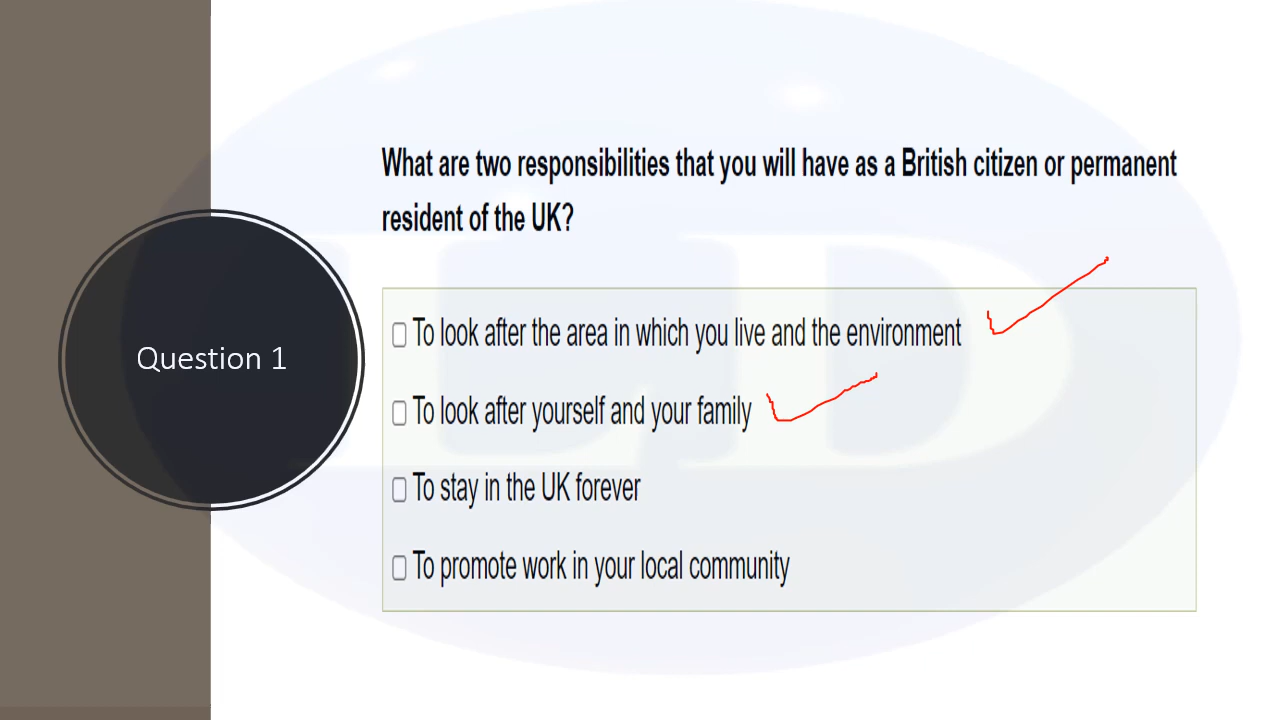 What are two responsibilities that you will have as a British citizen or permanent
resident of the UK?
Question 1
To look after the area in which you live and the environment
To look after yourself and your family
To stay in the UK forever
To promote work in your local community
LD